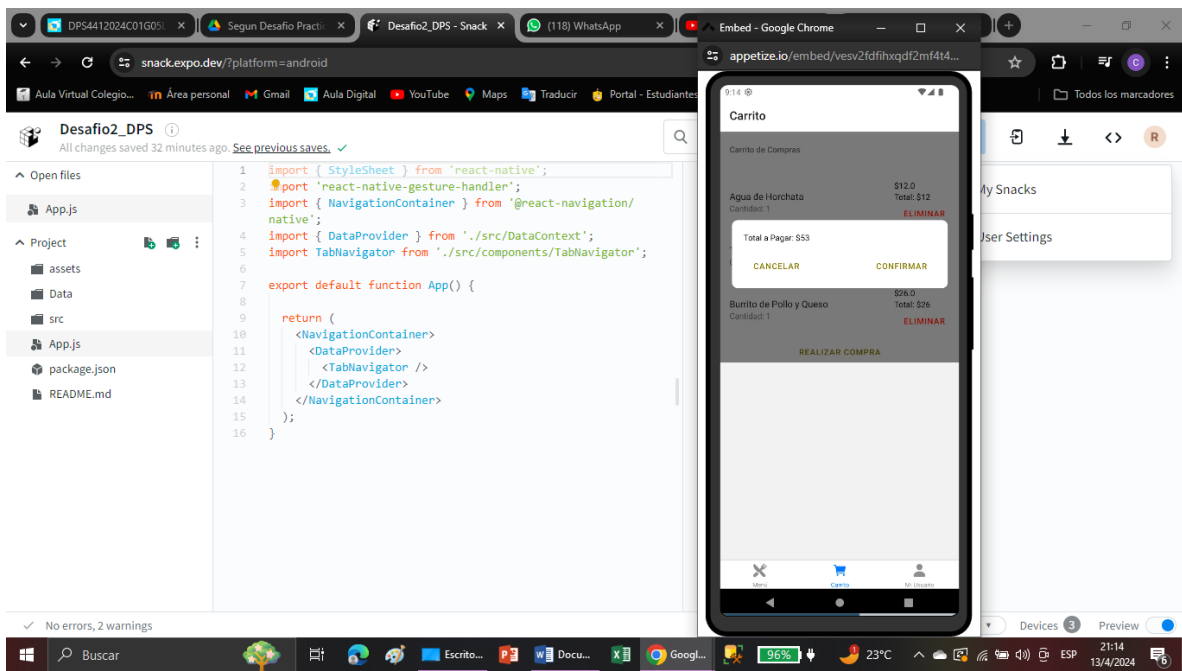 DPS4412024C01G05L
Segun Desafio Practic
Desafio2_DPS - Snack
(118) WhatsApp
Embed - Google Chrome
snack.expo.dev/?platform=android
appetize.io/embed/vesv2fdfihxqdf2mf4t4...
Aula Virtual Colegio...
Área personal
Gmail
Aula Digital
YouTube
Maps
Traducir
Portal - Estudiantes
Todos los marcadores
Desafio2_DPS
All changes saved 32 minutes ago. See previous saves.
R
Open files
App.js
Project
assets
Data
src
App.js
package.json
README.md
1 import { StyleSheet } from 'react-native';
2 port 'react-native-gesture-handler';
3 import { NavigationContainer } from '@react-navigation/
native';
4 import { DataProvider } from './src/DataContext';
5 import TabNavigator from './src/components/TabNavigator';
6
7 export default function App() {
8
9 return (
10 <NavigationContainer>
11 <DataProvider>
12 <TabNavigator />
13 </DataProvider>
14 </NavigationContainer>
15 );
16 }
9:14
Carrito
Carrito de Compras
Agua de Horchata
Cantidad: 1
$12.0
Total: $12
ELIMINAR
Total a Pagar: $53
CANCELAR
CONFIRMAR
Burrito de Pollo y Queso
Cantidad: 1
$26.0
Total: $26
ELIMINAR
REALIZAR COMPRA
Menú
Carrito
Mi Usuario
My Snacks
User Settings
No errors, 2 warnings
Devices 3
Preview
Buscar
Escrito...
Docu...
Googl...
96%
23°C
ESP
21:14
13/4/2024
6